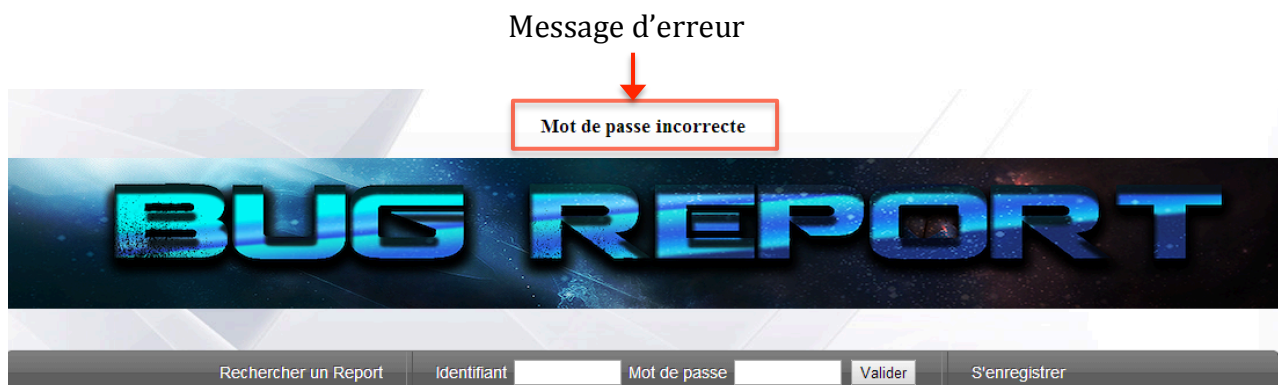 Message d’erreur
Mot de passe incorrecte
BUG REPORT
Rechercher un Report Identifiant Mot de passe Valider S'enregistrer